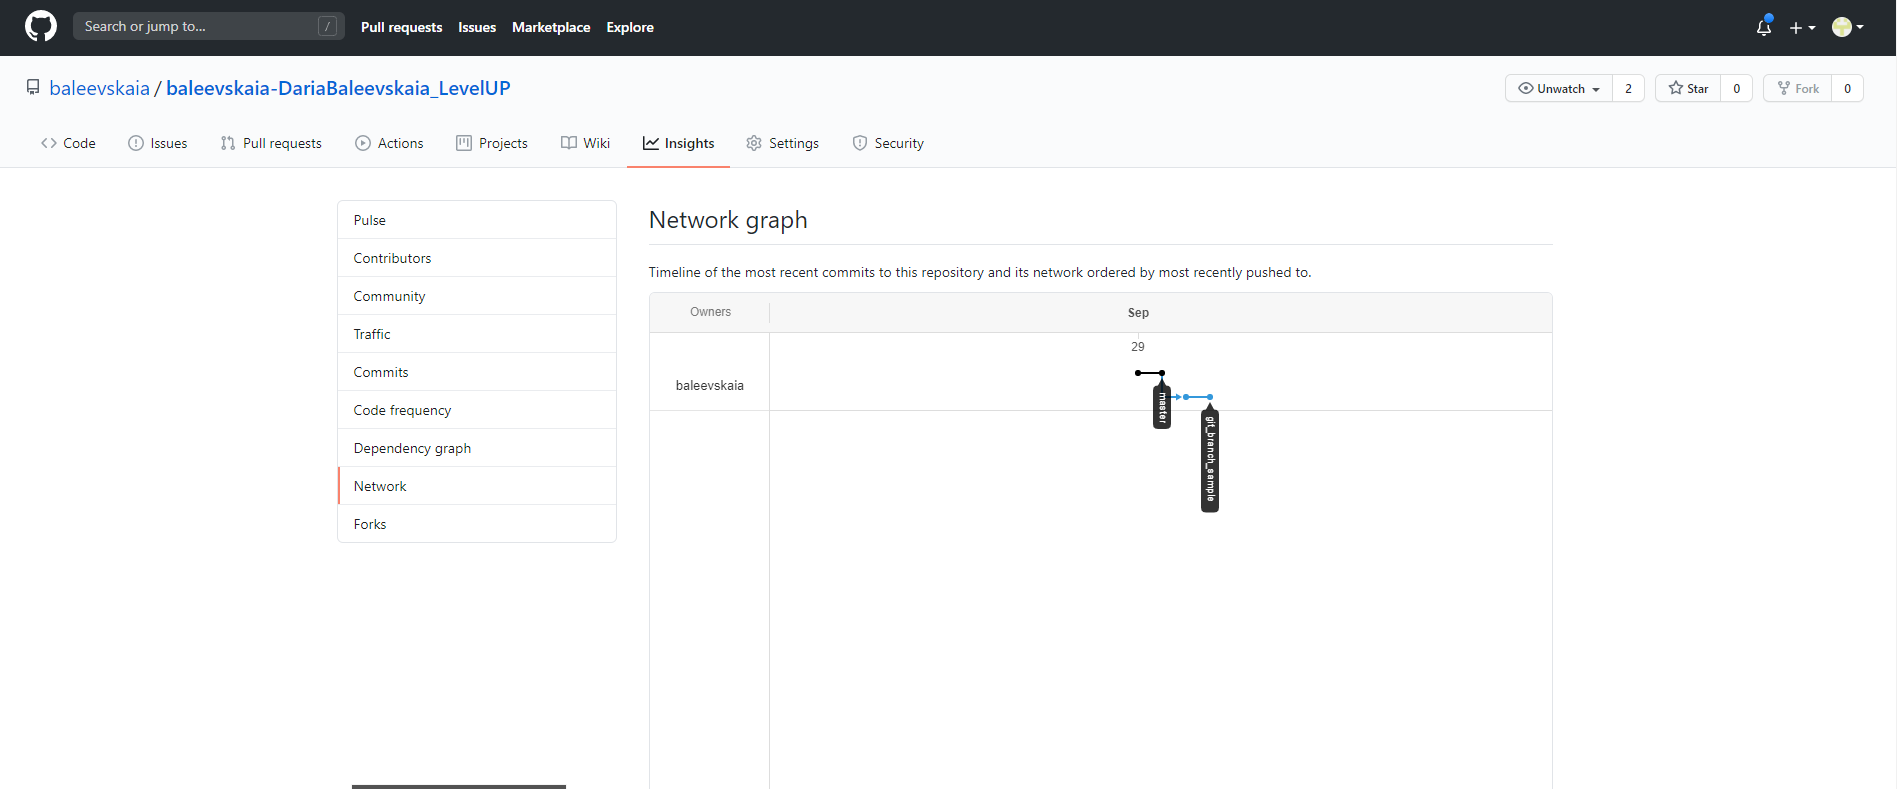 Search or jump to... / Pull requests Issues Marketplace Explore
baleevskaia / baleevskaia-DariaBaleevskaia_LevelUP Unwatch 2 Star 0 Fork 0
Code Issues Pull requests Actions Projects Wiki Insights Settings Security
Pulse
Contributors
Community
Traffic
Commits
Code frequency
Dependency graph
Network
Forks
Network graph
Timeline of the most recent commits to this repository and its network ordered by most recently pushed to.
Owners Sep
29
baleevskaia
master
git_branch_sample